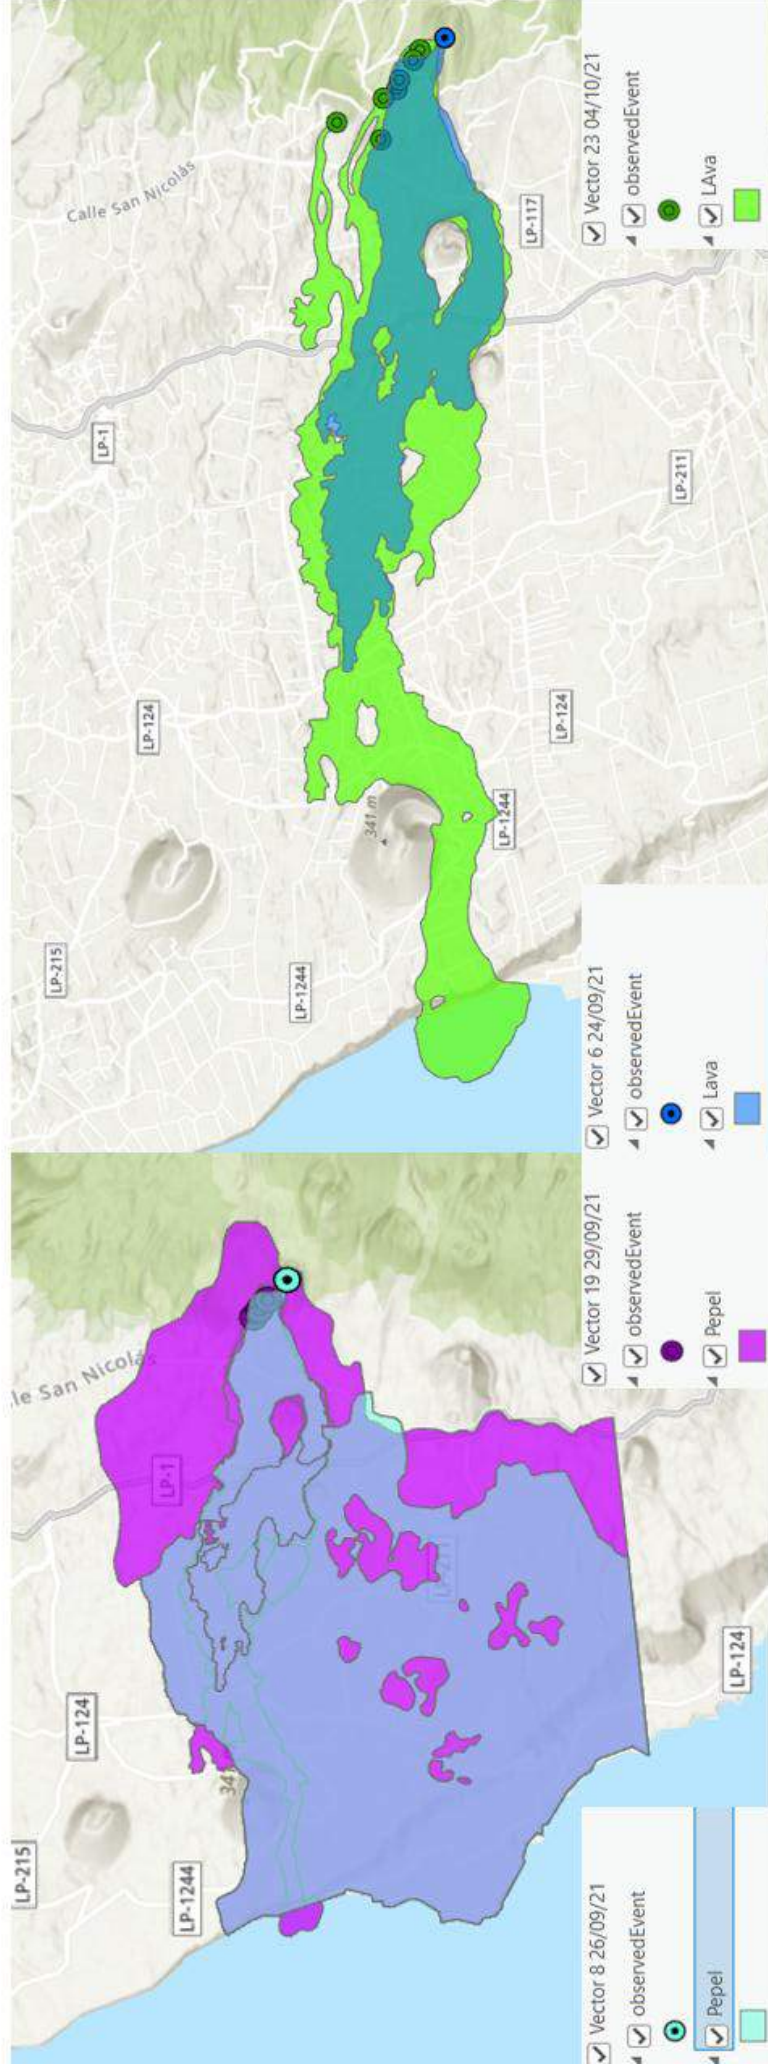 LP-215
LP-124
le San Nicolás
LP-1
LP-1244
34
LP-124
Vector 8 26/09/21
observedEvent
Pepel
Vector 19 29/09/21
observedEvent
Pepel
LP-215
LP-1
Calle San Nicolás
LP-124
LP-1244
341 m
LP-1244
LP-117
LP-124
LP-211
Vector 6 24/09/21
observedEvent
Lava
Vector 23 04/10/21
observedEvent
LAva